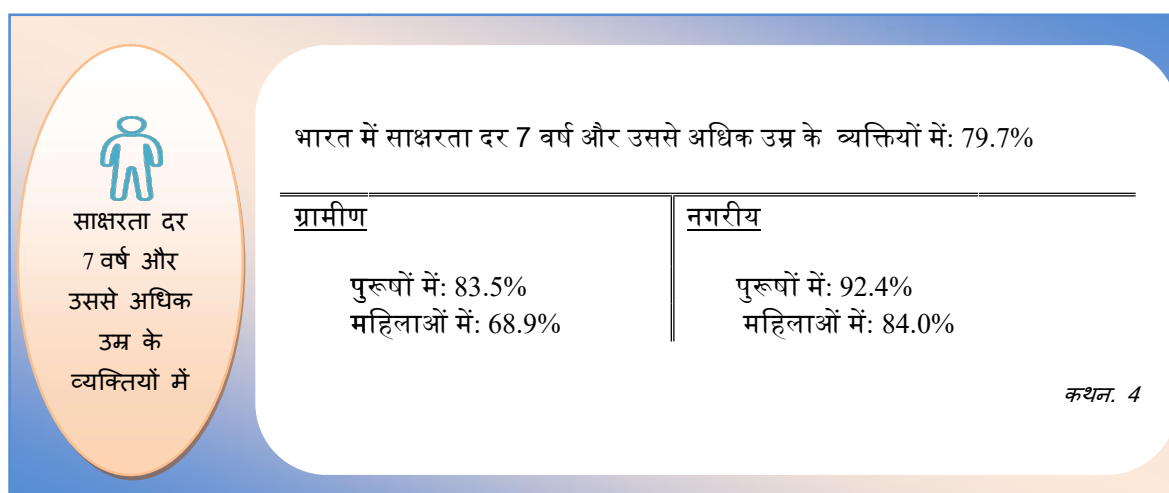 साक्षरता दर
7 वर्ष और
उससे अधिक
उम्र के
व्यक्तियों में
भारत में साक्षरता दर 7 वर्ष और उससे अधिक उम्र के व्यक्तियों में: 79.7%
ग्रामीण
पुरूषों में: 83.5%
महिलाओं में: 68.9%
नगरीय
पुरूषों में: 92.4%
महिलाओं में: 84.0%
कथन. 4